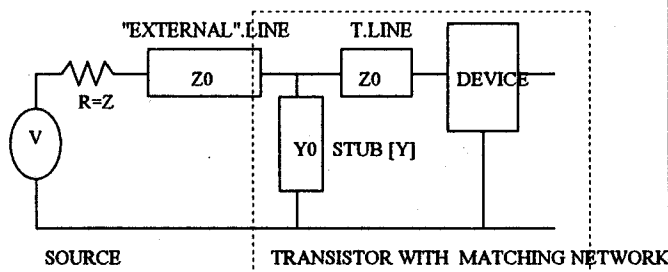 "EXTERNAL".LINE T.LINE
Z0 Z0 DEVICE
R=Z
V Y0 STUB [Y]
SOURCE TRANSISTOR WITH MATCHING NETWORK